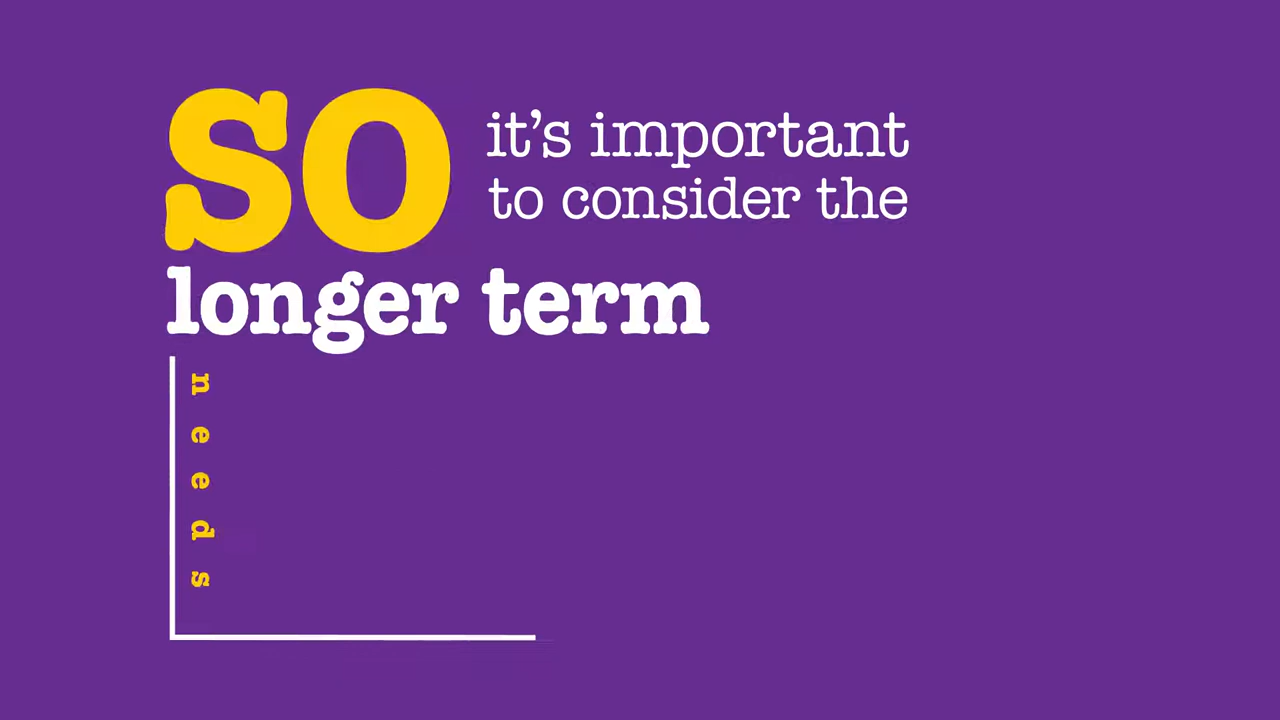 SO it's important
to consider the
longer term
needs